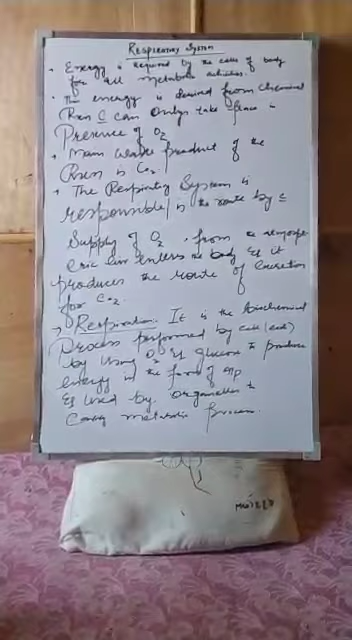 Respiratory System
• Energy is required by the cells of body
for all metabolic activities.
• The energy is derived from chemical
Rxn c̄ can only take place in
Presence of O2
• Main waste product of the
Rxn is Co2
• The Respiratory System is
responsible/ is the route by c̄
Supply of O2, from the atmosph
eric air enters the body & it
produces the route of Excretion
for Co2.
→ Respiration: It is the biochemical
Process performed by cell
by using O2 & Glucose to produce
energy in the form of ATP
& used by organelles to
metabolic process.